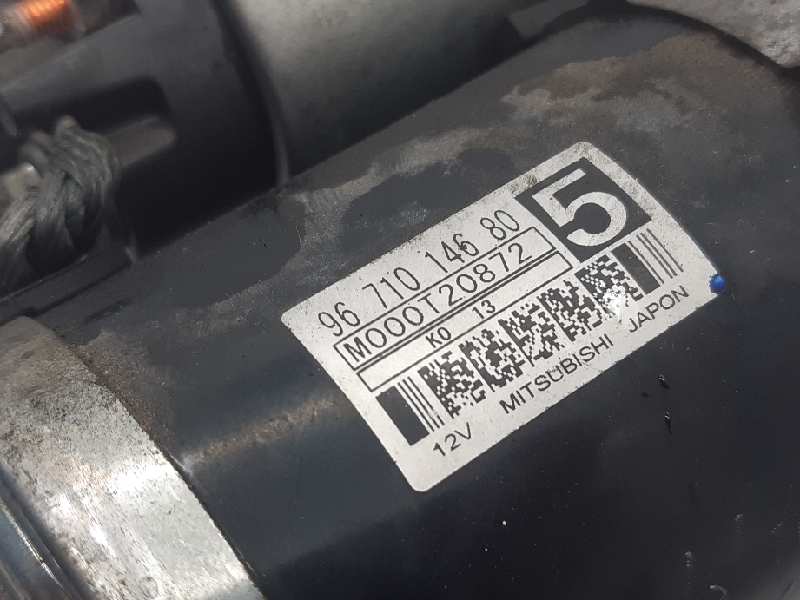 96 710 146 80
5
M000T20872
K0 13
12V MITSUBISHI JAPON